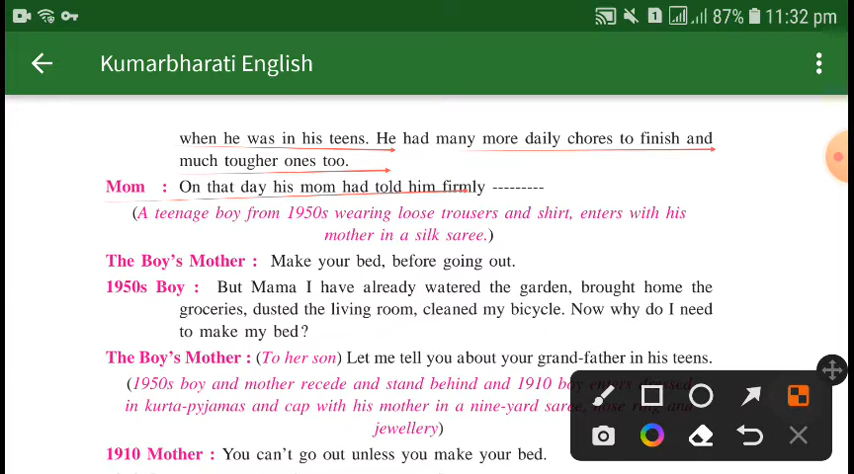 87% 11:32 pm
Kumarbharati English
when he was in his teens. He had many more daily chores to finish and
much tougher ones too.
Mom : On that day his mom had told him firmly ---------
(A teenage boy from 1950s wearing loose trousers and shirt, enters with his
mother in a silk saree.)
The Boy's Mother : Make your bed, before going out.
1950s Boy : But Mama I have already watered the garden, brought home the
groceries, dusted the living room, cleaned my bicycle. Now why do I need
to make my bed?
The Boy's Mother : (To her son) Let me tell you about your grand-father in his teens.
(1950s boy and mother recede and stand behind and 1910 boy enters dressed
in kurta-pyjamas and cap with his mother in a nine-yard saree, nose ring and
jewellery)
1910 Mother : You can't go out unless you make your bed.